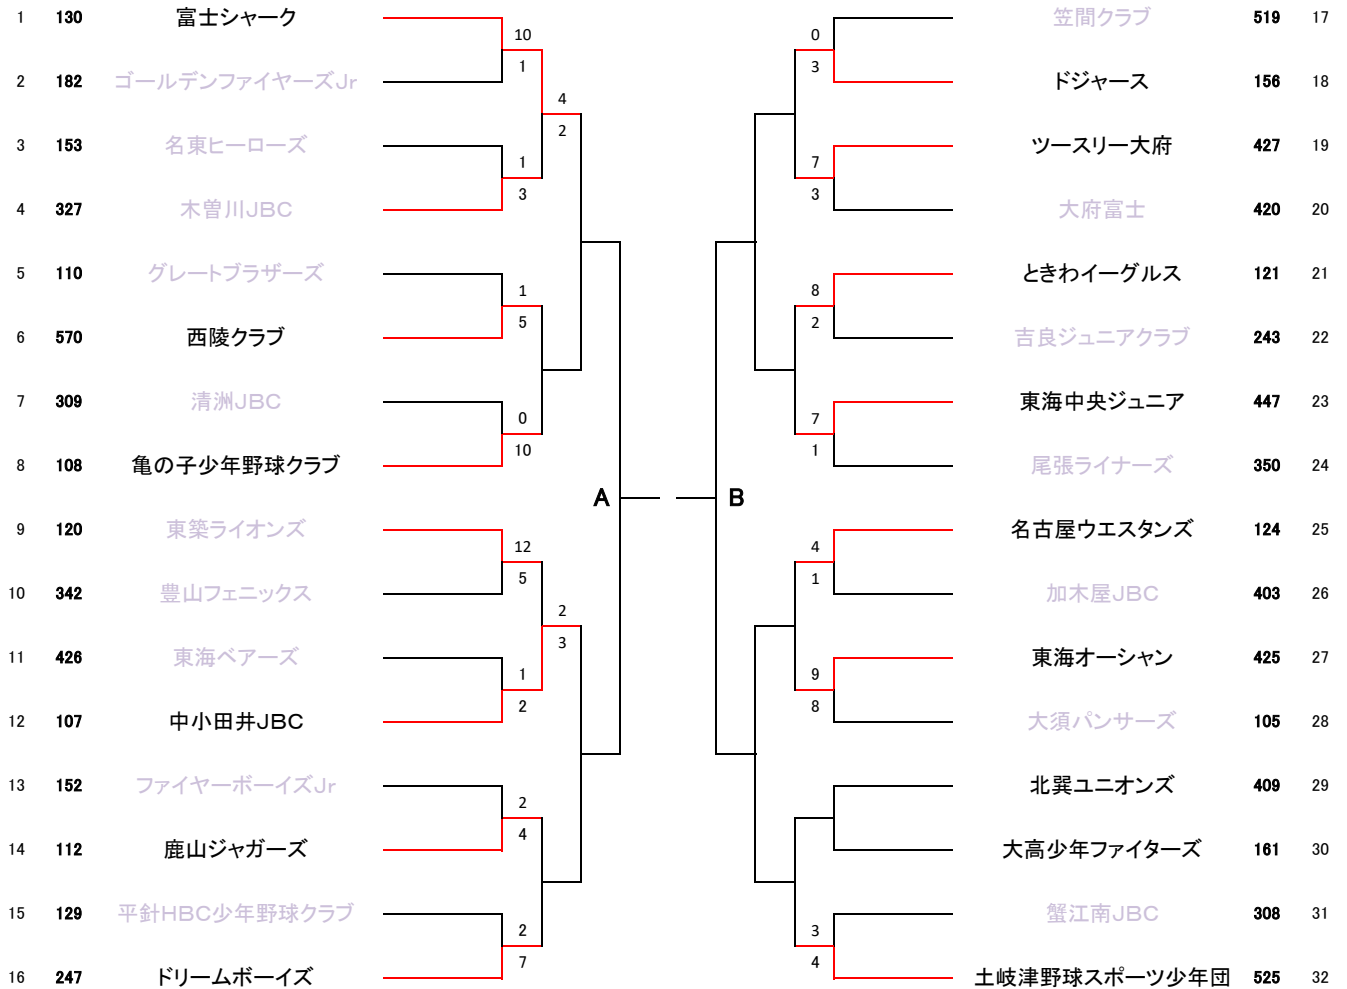 1 130 富士シャーク
10
1
2 182 ゴールデンファイヤーズJr
4
2
3 153 名東ヒーローズ
1
3
4 327 木曽川JBC
5 110 グレートブラザーズ
1
5
6 570 西陵クラブ
7 309 清洲JBC
0
10
8 108 亀の子少年野球クラブ
A
9 120 東築ライオンズ
12
5
10 342 豊山フェニックス
2
3
11 426 東海ベアーズ
1
2
12 107 中小田井JBC
13 152 ファイヤーボーイズJr
2
4
14 112 鹿山ジャガーズ
15 129 平針HBC少年野球クラブ
2
7
16 247 ドリームボーイズ
笠間クラブ 519 17
0
3
ドジャース 156 18
ツースリー大府 427 19
7
3
大府富士 420 20
ときわイーグルス 121 21
8
2
吉良ジュニアクラブ 243 22
東海中央ジュニア 447 23
7
1
尾張ライナーズ 350 24
B
名古屋ウエスタンズ 124 25
4
1
加木屋JBC 403 26
東海オーシャン 425 27
9
8
大須パンサーズ 105 28
北巽ユニオンズ 409 29
大高少年ファイターズ 161 30
蟹江南JBC 308 31
3
4
土岐津野球スポーツ少年団 525 32